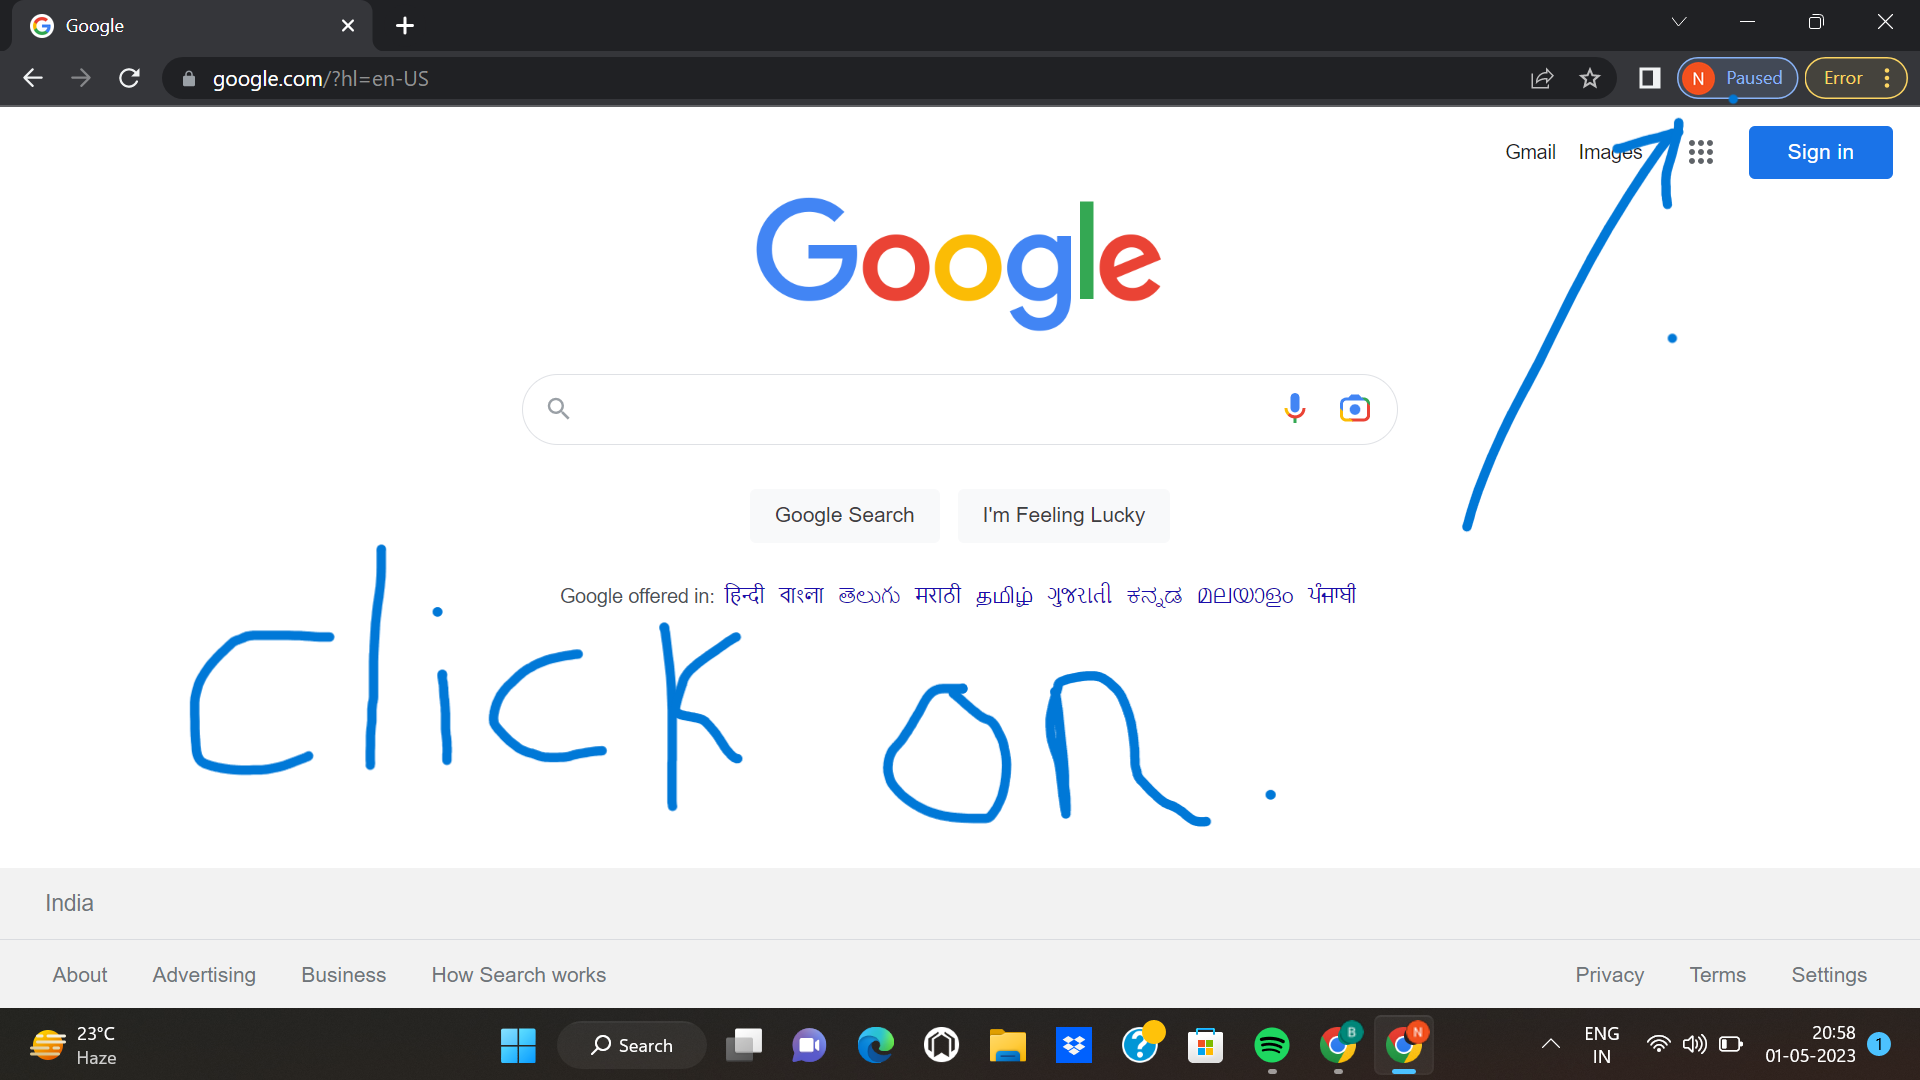 Google
google.com/?hl=en-US
N Paused Error
Gmail Images Sign in
Google
Google Search I'm Feeling Lucky
Google offered in: हिन्दी বাংলা తెలుగు मराठी தமிழ் ગુજરાતી ಕನ್ನಡ മലയാളം ਪੰਜਾਬੀ
click on.
India
About Advertising Business How Search works Privacy Terms Settings
23°C
Haze
Search
B
N
ENG
IN
20:58
01-05-2023
1